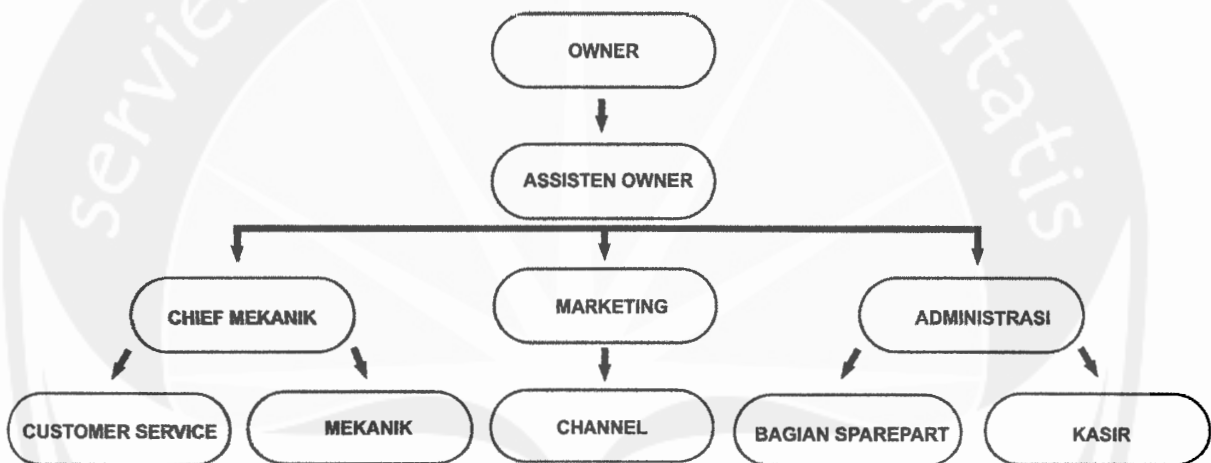 OWNER
ASSISTEN OWNER
CHIEF MEKANIK
MARKETING
ADMINISTRASI
CUSTOMER SERVICE
MEKANIK
CHANNEL
BAGIAN SPAREPART
KASIR